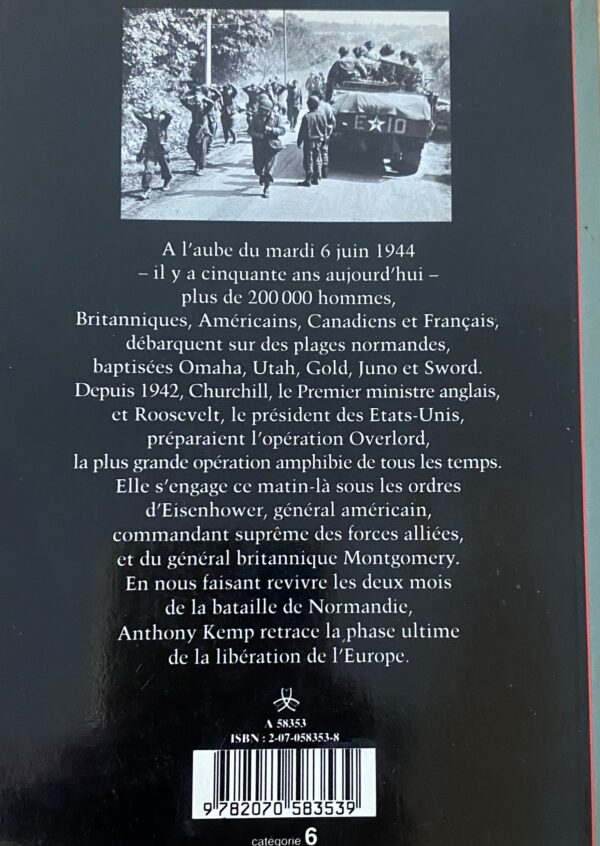 E★10
A l'aube du mardi 6 juin 1944
– il y a cinquante ans aujourd'hui –
plus de 200 000 hommes,
Britanniques, Américains, Canadiens et Français,
débarquent sur des plages normandes,
baptisées Omaha, Utah, Gold, Juno et Sword.
Depuis 1942, Churchill, le Premier ministre anglais,
et Roosevelt, le président des Etats-Unis,
préparaient l'opération Overlord,
la plus grande opération amphibie de tous les temps.
Elle s'engage ce matin-là sous les ordres
d'Eisenhower, général américain,
commandant suprême des forces alliées,
et du général britannique Montgomery.
En nous faisant revivre les deux mois
de la bataille de Normandie,
Anthony Kemp retrace la phase ultime
de la libération de l'Europe.
A 58353
ISBN : 2-07-058353-8
9 782070 583539
catégorie 6